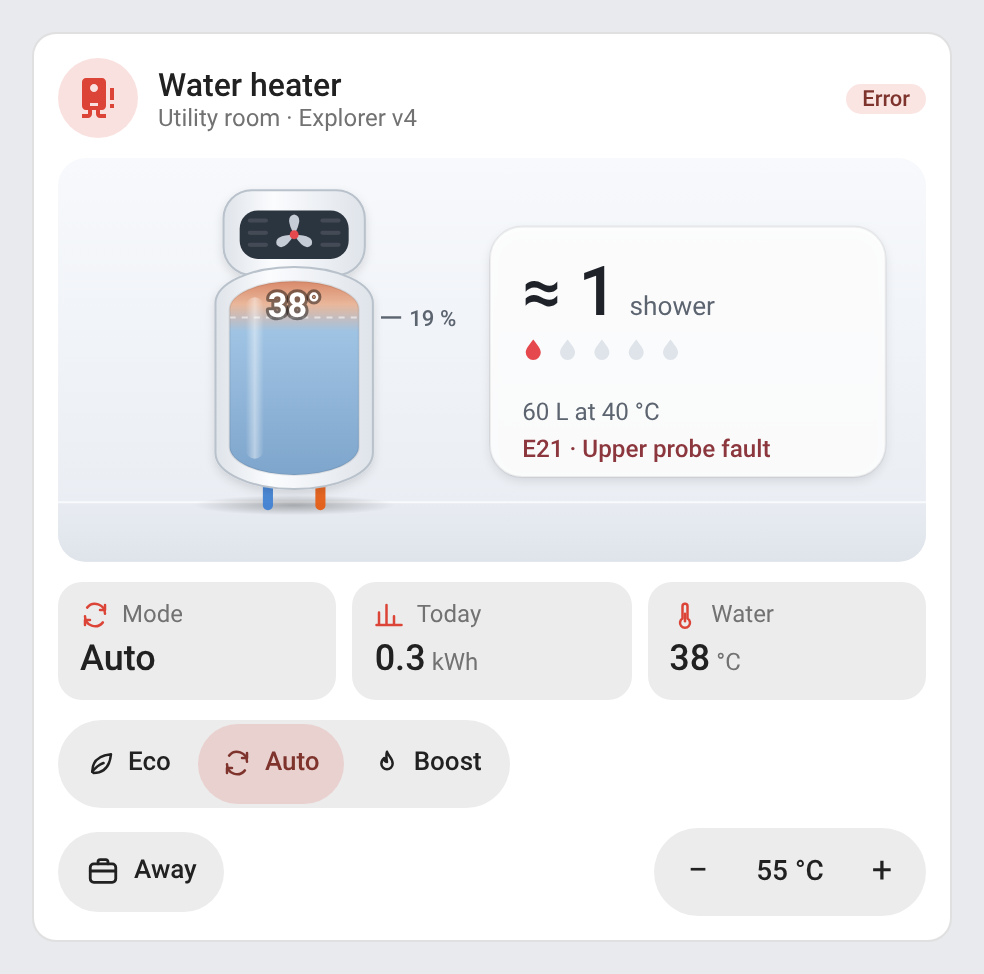 Water heater
Utility room · Explorer v4
Error
38°
19 %
≈ 1 shower
60 L at 40 °C
E21 · Upper probe fault
Mode
Auto
Today
0.3 kWh
Water
38 °C
Eco
Auto
Boost
Away
− 55 °C +